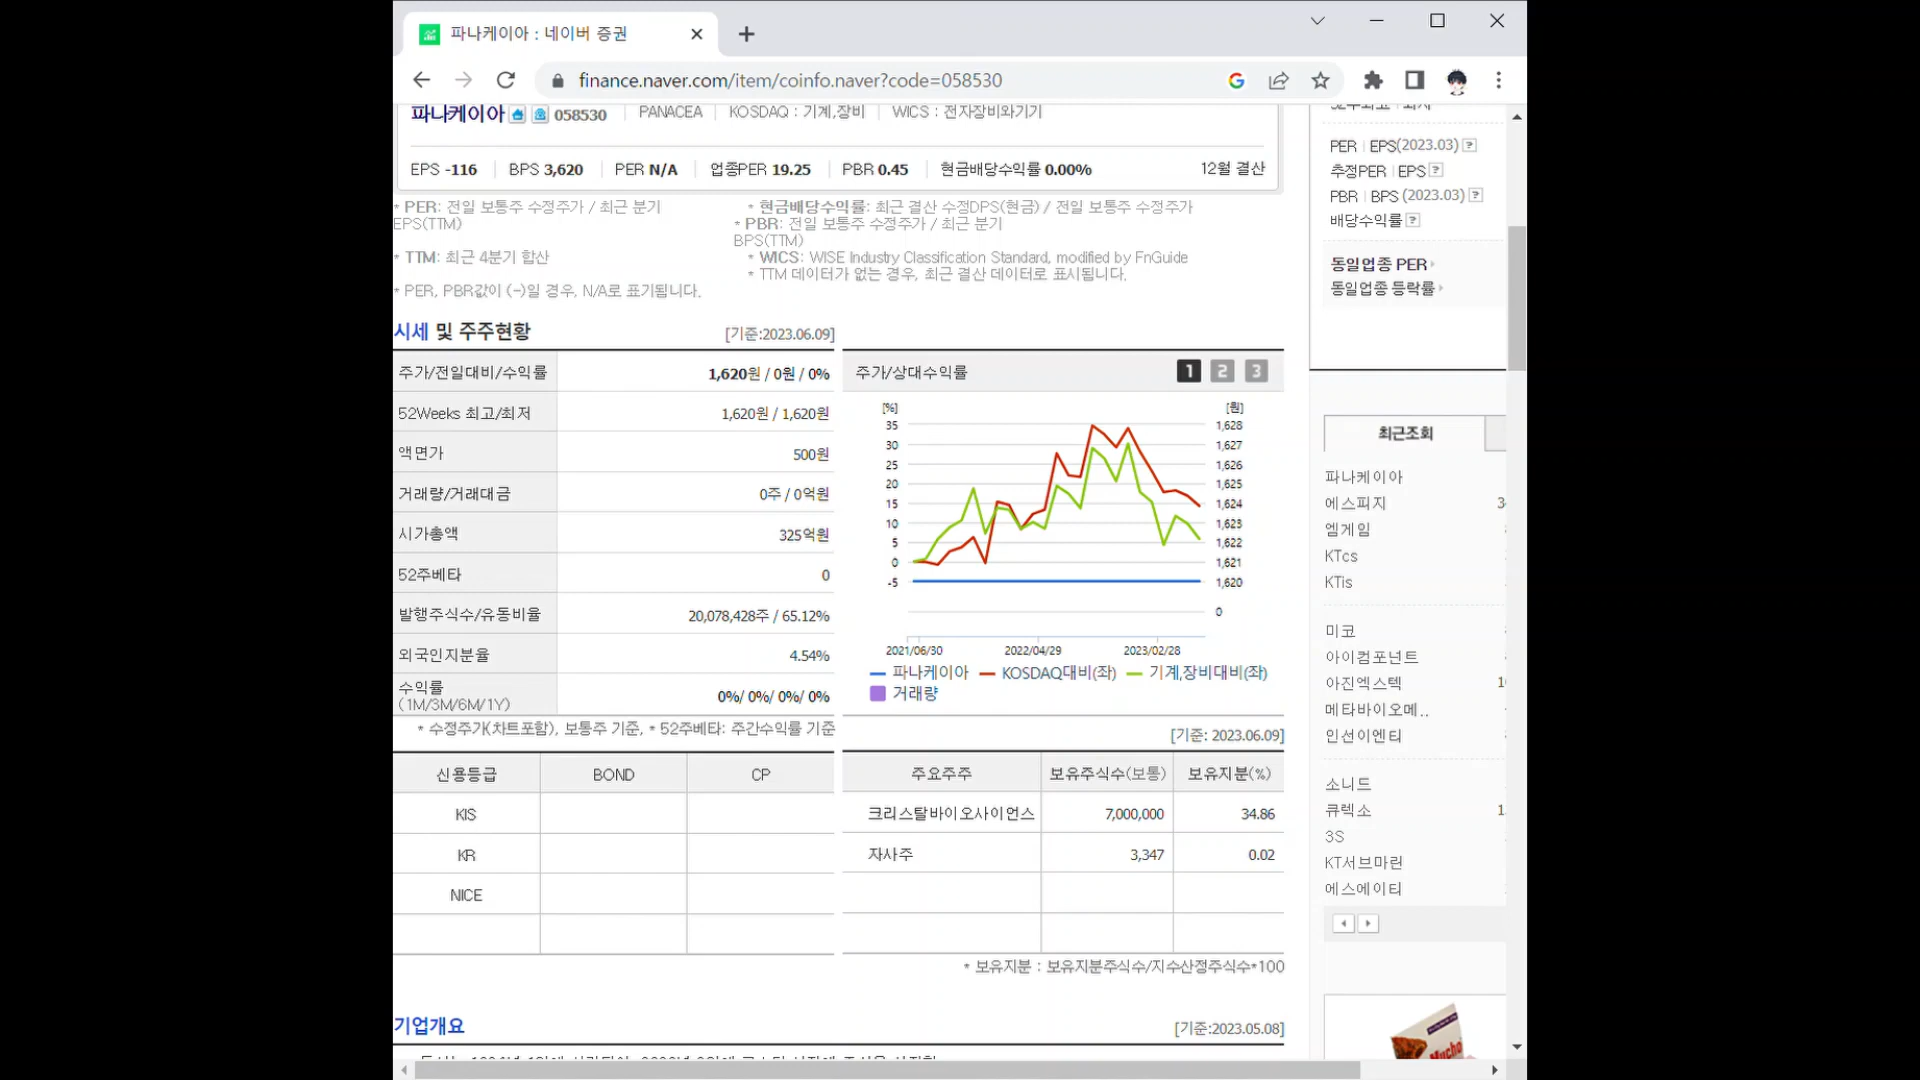 파나케이아 : 네이버 증권
finance.naver.com/item/coinfo.naver?code=058530
파나케이아 058530 PANACEA KOSDAQ : 기계,장비 WICS : 전자장비와기기
EPS -116 BPS 3,620 PER N/A 업종PER 19.25 PBR 0.45 현금배당수익률 0.00% 12월 결산
* PER: 전일 보통주 수정주가 / 최근 분기
EPS(TTM)
* TTM: 최근 4분기 합산
* PER, PBR값이 (-)일 경우, N/A로 표기됩니다.
* 현금배당수익률: 최근 결산 수정DPS(현금) / 전일 보통주 수정주가
* PBR: 전일 보통주 수정주가 / 최근 분기
BPS(TTM)
* WICS: WISE Industry Classification Standard, modified by FnGuide
* TTM 데이터가 없는 경우, 최근 결산 데이터로 표시됩니다.
시세 및 주주현황 [기준:2023.06.09]
주가/전일대비/수익률 1,620원 / 0원 / 0%
52Weeks 최고/최저 1,620원 / 1,620원
액면가 500원
거래량/거래대금 0주 / 0억원
시가총액 325억원
52주베타 0
발행주식수/유동비율 20,078,428주 / 65.12%
외국인지분율 4.54%
수익률
(1M/3M/6M/1Y) 0%/ 0%/ 0%/ 0%
* 수정주가(차트포함), 보통주 기준, * 52주베타: 주간수익률 기준
주가/상대수익률 1 2 3
[%] [원]
35 1,628
30 1,627
25 1,626
20 1,625
15 1,624
10 1,623
5 1,622
0 1,621
-5 1,620
0
2021/06/30 2022/04/29 2023/02/28
파나케이아 KOSDAQ대비(좌) 기계,장비대비(좌)
거래량
[기준: 2023.06.09]
신용등급 BOND CP
KIS
KR
NICE
주요주주 보유주식수(보통) 보유지분(%)
크리스탈바이오사이언스 7,000,000 34.86
자사주 3,347 0.02
* 보유지분 : 보유지분주식수/지수산정주식수*100
기업개요 [기준:2023.05.08]
PER EPS(2023.03) ?
추정PER EPS ?
PBR BPS (2023.03) ?
배당수익률 ?
동일업종 PER
동일업종 등락률
최근조회
파나케이아
에스피지
엠게임
KTcs
KTis
미코
아이컴포넌트
아진엑스텍
메타바이오메..
인선이엔티
소니드
큐렉소
3S
KT서브마린
에스에이티
Mucho